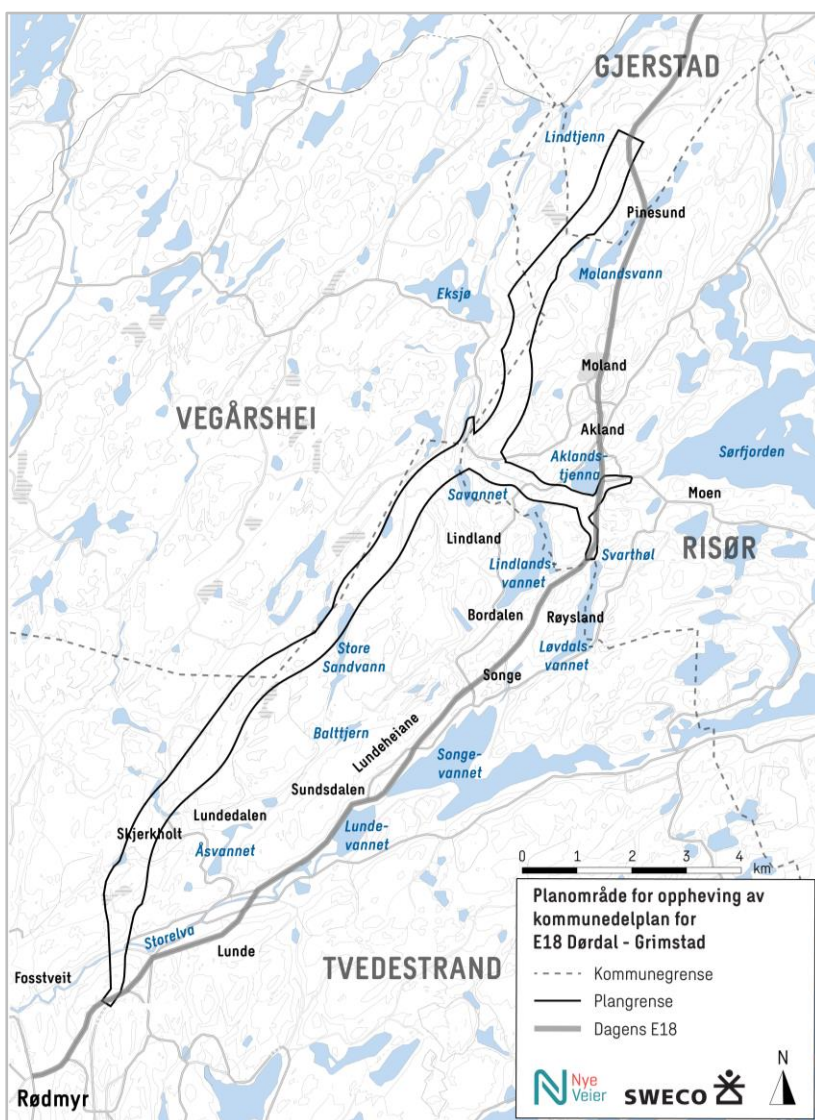 GJERSTAD
Lindtjenn
Pinesund
Molandsvann
Eksjø
Moland
VEGÅRSHEI
Akland
Aklands-
tjenna
Sørfjorden
Savannet
Moen
Lindland
RISØR
Lindlands-
vannet
Svarthøl
Bordalen
Røysland
Store
Sandvann
Løvdals-
vannet
Songe
Balttjern
Lundeheiane
Songe-
vannet
Sundsdalen
Lundedalen
Skjerkholt
Lunde-
vannet
Åsvannet
0 1 2 3 4
km
Storelva
Lunde
TVEDESTRAND
Fosstveit
Rødmyr
Planområde for oppheving av
kommunedelplan for
E18 Dørdal - Grimstad
Kommunegrense
Plangrense
Dagens E18
N
Nye
Veier
SWECO